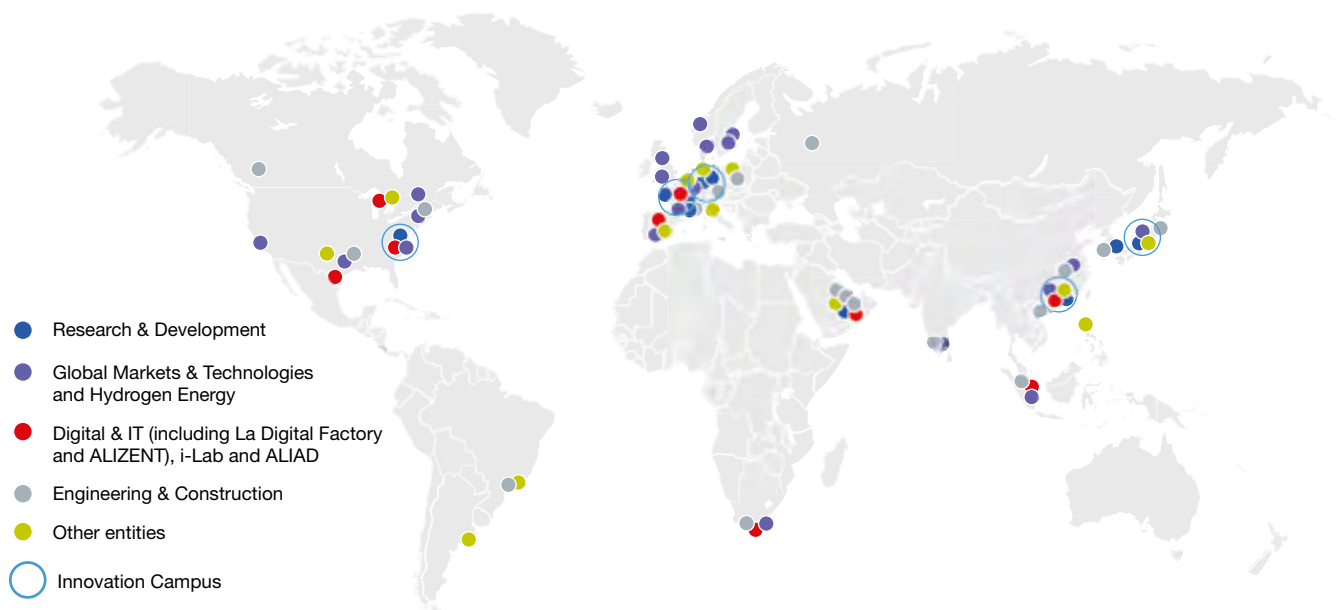 Research & Development
Global Markets & Technologies
and Hydrogen Energy
Digital & IT (including La Digital Factory
and ALIZENT), i-Lab and ALIAD
Engineering & Construction
Other entities
Innovation Campus